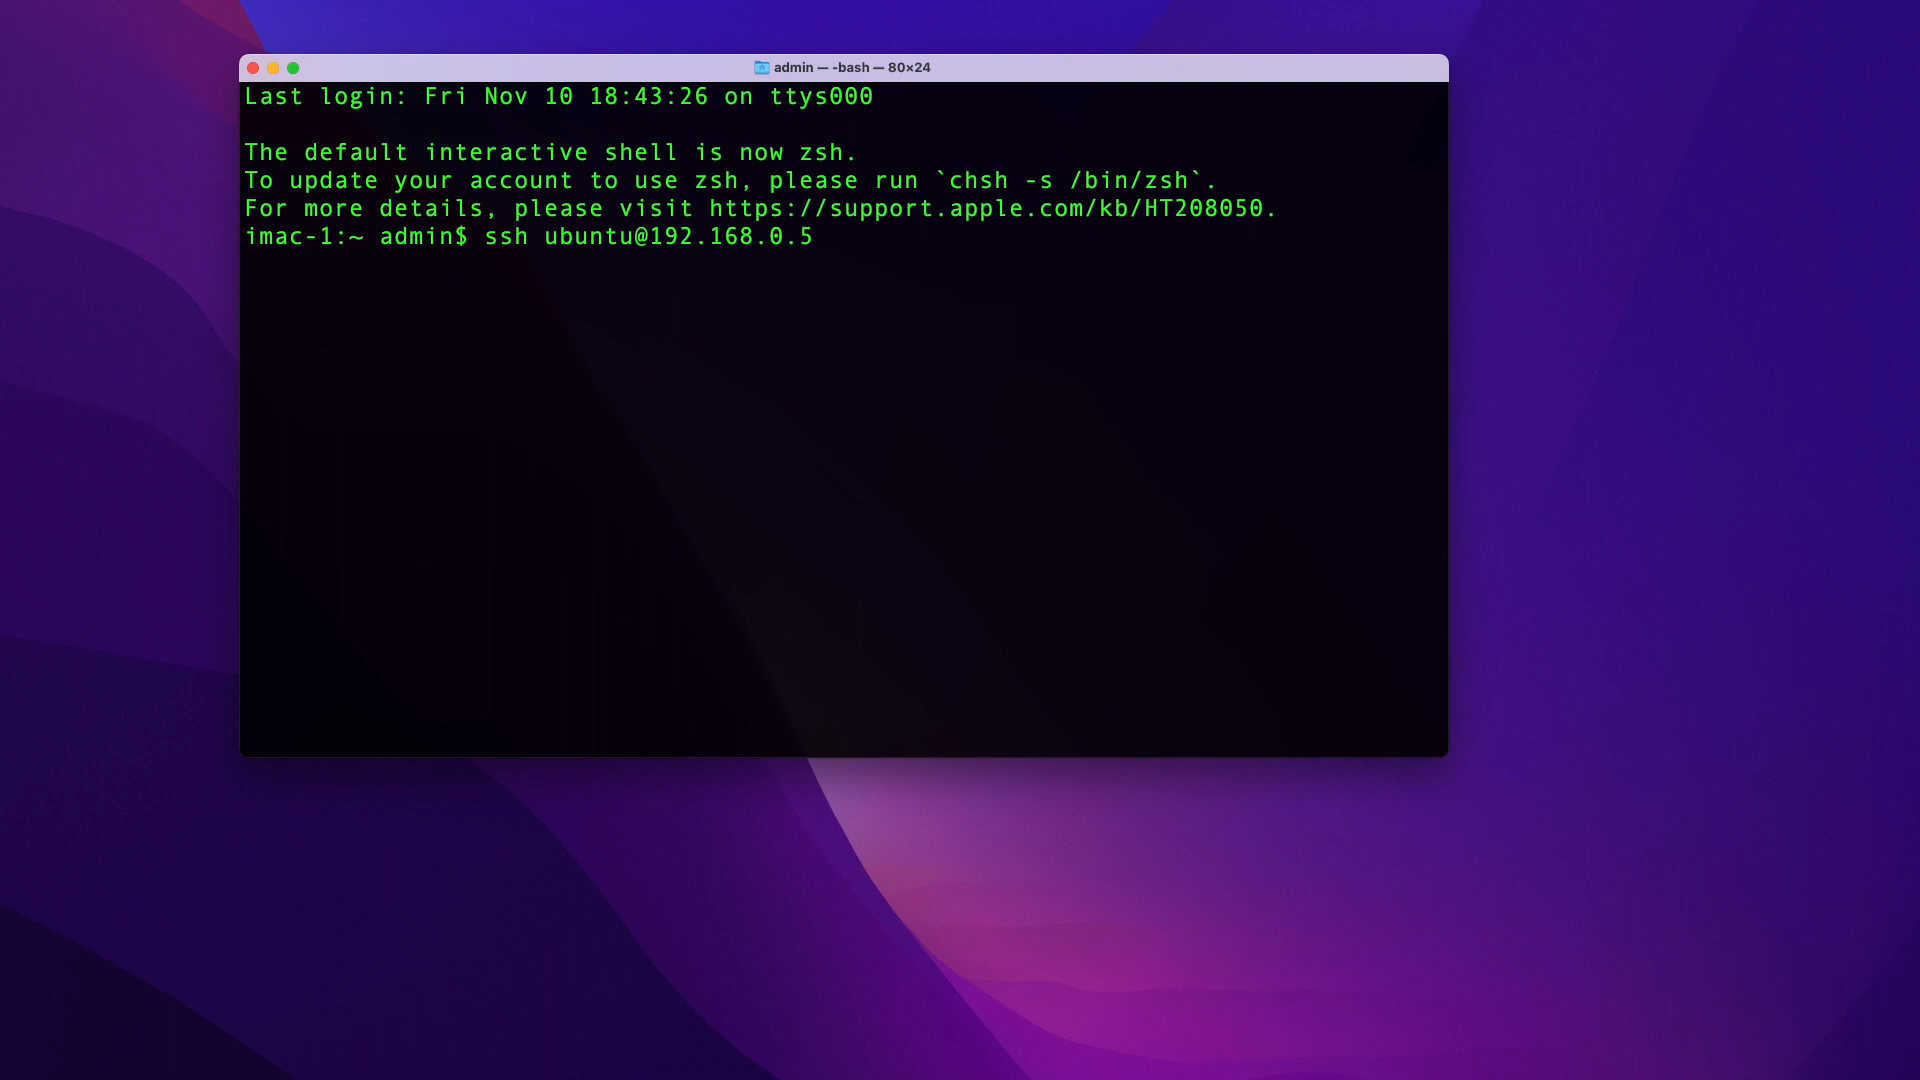 admin — -bash — 80×24
Last login: Fri Nov 10 18:43:26 on ttys000
The default interactive shell is now zsh.
To update your account to use zsh, please run `chsh -s /bin/zsh`.
For more details, please visit https://support.apple.com/kb/HT208050.
imac-1:~ admin$ ssh ubuntu@192.168.0.5